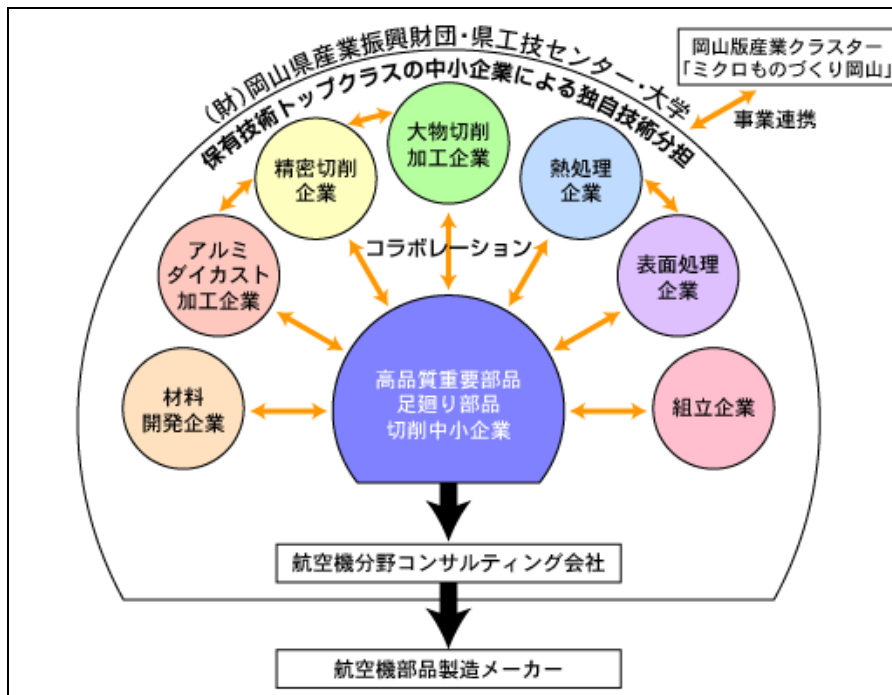 (財)岡山県産業振興財団・県工技センター・大学
保有技術トップクラスの中小企業による独自技術分担
岡山版産業クラスター
「ミクロものづくり岡山」
事業連携
大物切削
加工企業
精密切削
企業
熱処理
企業
コラボレーション
アルミ
ダイカスト
加工企業
表面処理
企業
材料
開発企業
高品質重要部品
足廻り部品
切削中小企業
組立企業
航空機分野コンサルティング会社
航空機部品製造メーカー